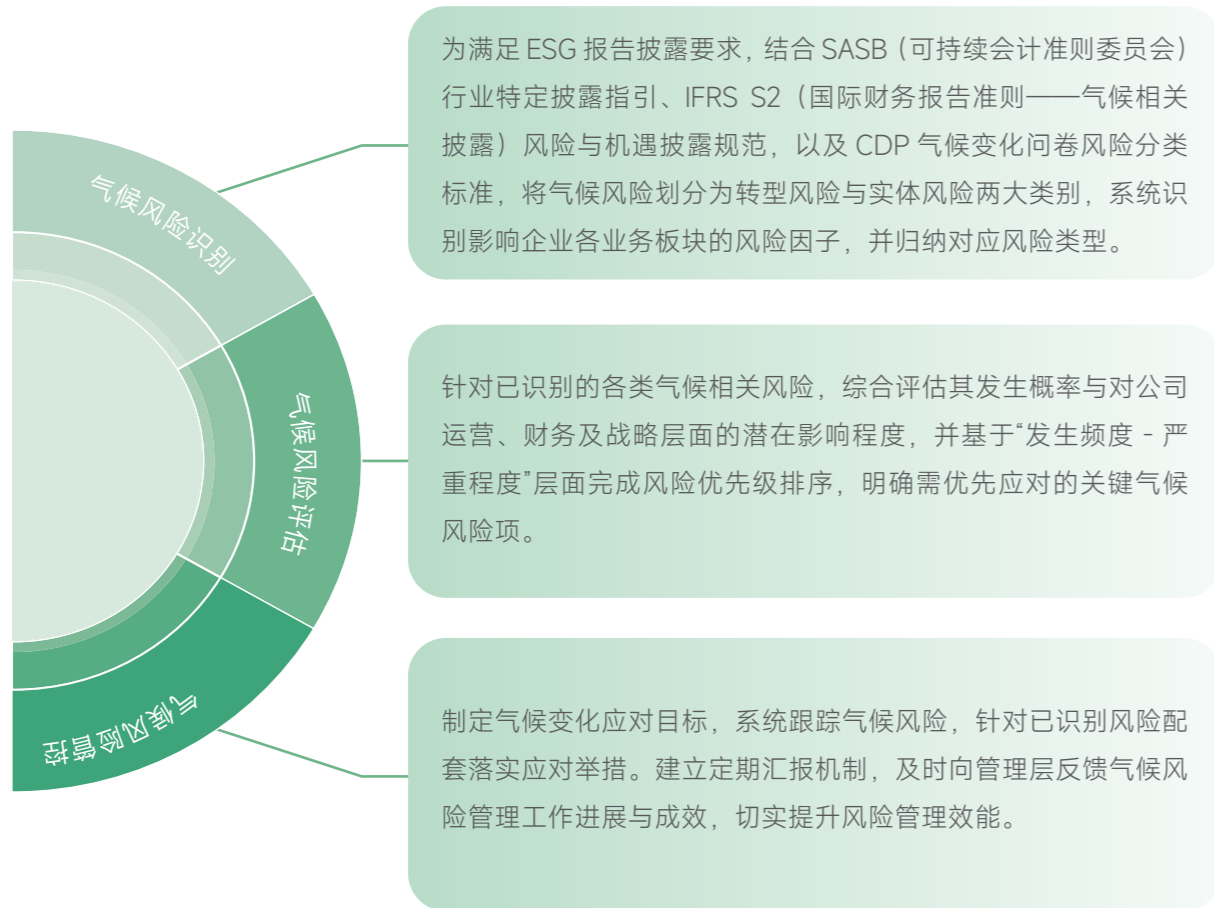 气候风险识别
为满足 ESG 报告披露要求，结合 SASB（可持续会计准则委员会）
行业特定披露指引、IFRS S2（国际财务报告准则——气候相关
披露）风险与机遇披露规范，以及 CDP 气候变化问卷风险分类
标准，将气候风险划分为转型风险与实体风险两大类别，系统识
别影响企业各业务板块的风险因子，并归纳对应风险类型。
气候风险评估
针对已识别的各类气候相关风险，综合评估其发生概率与对公司
运营、财务及战略层面的潜在影响程度，并基于“发生频度 - 严
重程度”层面完成风险优先级排序，明确需优先应对的关键气候
风险项。
气候风险管控
制定气候变化应对目标，系统跟踪气候风险，针对已识别风险配
套落实应对举措。建立定期汇报机制，及时向管理层反馈气候风
险管理工作进展与成效，切实提升风险管理效能。